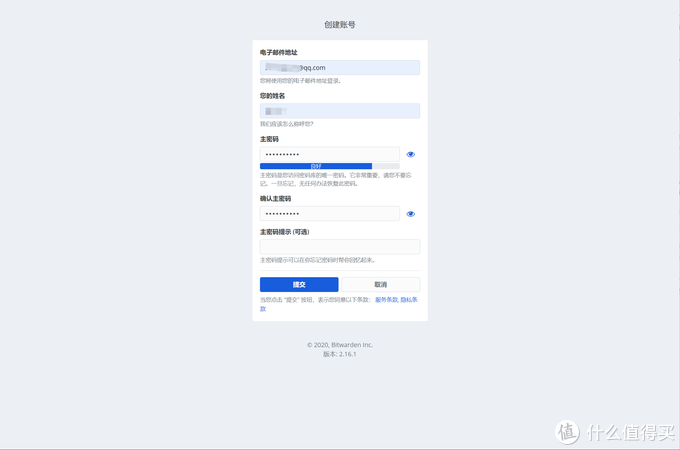 创建账号
电子邮件地址
@qq.com
您将使用您的电子邮件地址登录。
您的姓名
我们应该怎么称呼您?
主密码
••••••••••
良好
主密码是您访问密码库的唯一密码。它非常重要，请您不要忘
记。一旦忘记，无任何办法恢复此密码。
确认主密码
••••••••••
主密码提示 (可选)
主密码提示可以在你忘记密码时帮你回忆起来。
提交 取消
当您点击 "提交" 按钮，表示您同意以下条款： 服务条款, 隐私条
款
© 2020, Bitwarden Inc.
版本: 2.16.1
值 什么值得买